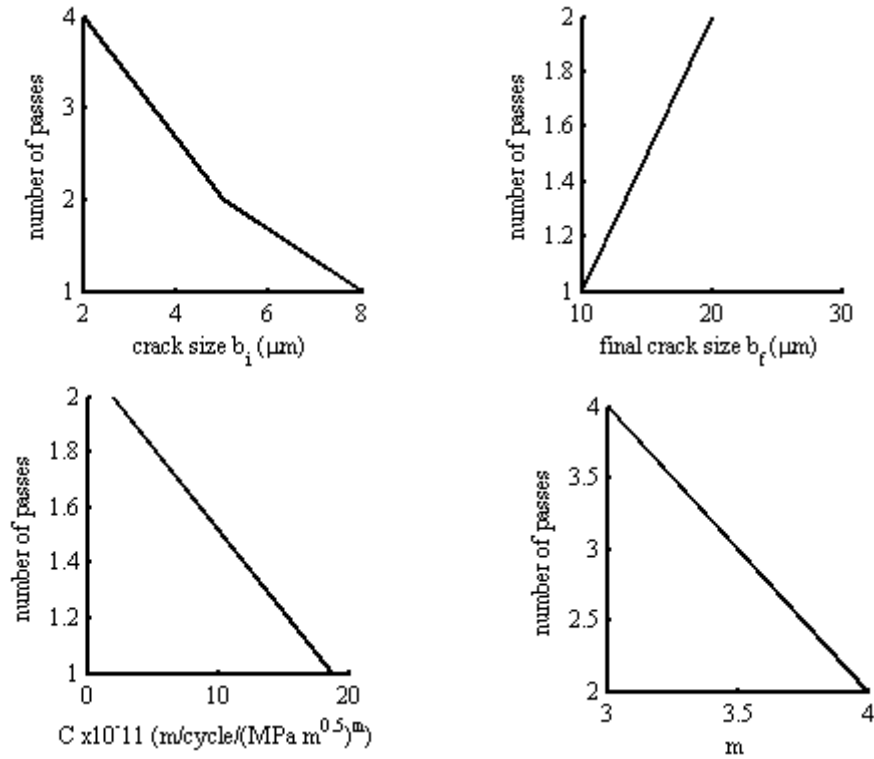 number of passes
4
3
2
1
2 4 6 8
crack size b_i (μm)
number of passes
2
1.8
1.6
1.4
1.2
1
10 20 30
final crack size b_f (μm)
number of passes
2
1.8
1.6
1.4
1.2
1
0 10 20
C x10^-11 (m/cycle/(MPa m^0.5)^m)
number of passes
4
3.5
3
2.5
2
3 3.5 4
m